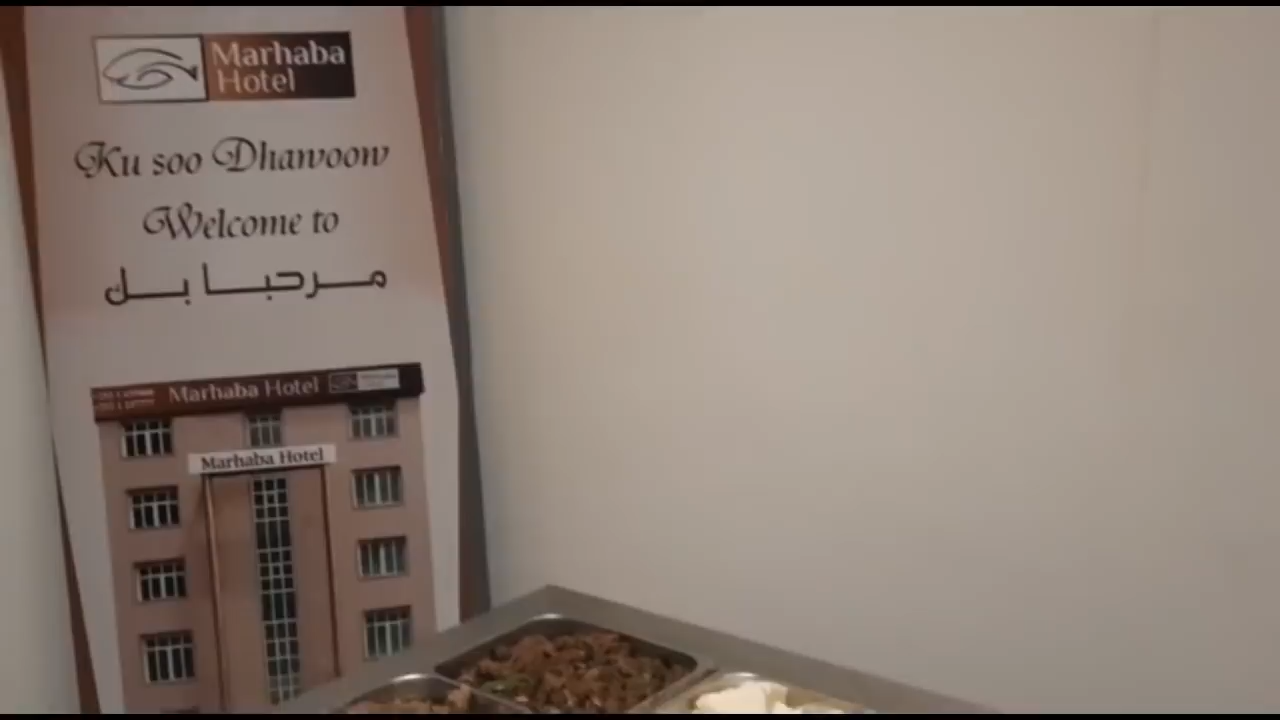 Marhaba
Hotel
Ku soo Dhawoow
Welcome to
مرحبا بك
Marhaba Hotel
Marhaba Hotel